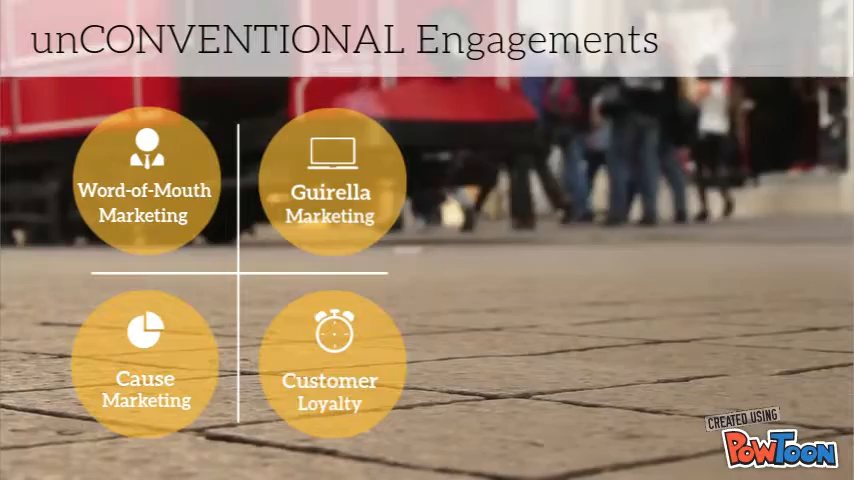 unCONVENTIONAL Engagements
Word-of-Mouth
Marketing
Guirella
Marketing
Cause
Marketing
Customer
Loyalty
CREATED USING
POWTOON